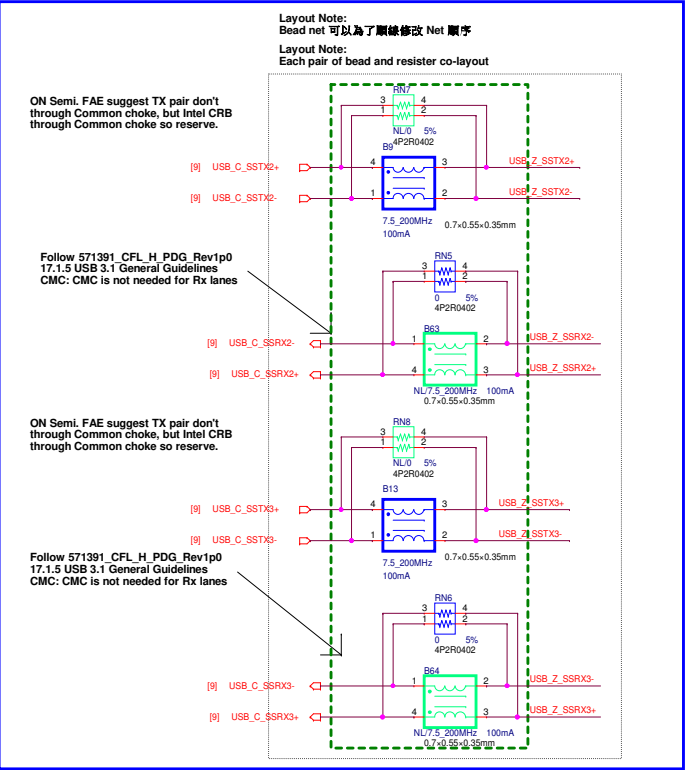 Layout Note:
Bead net 可以為了順線修改 Net 順序
Layout Note:
Each pair of bead and resister co-layout
ON Semi. FAE suggest TX pair don't
through Common choke, but Intel CRB
through Common choke so reserve.
RN7
3 4
1 2
NL/0 5%
4P2R0402
B9
[9] USB_C_SSTX2+ 4 3 USB_Z_SSTX2+
[9] USB_C_SSTX2- 1 2 USB_Z_SSTX2-
7.5_200MHz
100mA
0.7×0.55×0.35mm
Follow 571391_CFL_H_PDG_Rev1p0
17.1.5 USB 3.1 General Guidelines
CMC: CMC is not needed for Rx lanes
RN5
3 4
1 2
0 5%
4P2R0402
B63
[9] USB_C_SSRX2- 1 2 USB_Z_SSRX2-
[9] USB_C_SSRX2+ 4 3 USB_Z_SSRX2+
NL/7.5_200MHz 100mA
0.7×0.55×0.35mm
ON Semi. FAE suggest TX pair don't
through Common choke, but Intel CRB
through Common choke so reserve.
RN8
3 4
1 2
NL/0 5%
4P2R0402
B13
[9] USB_C_SSTX3+ 4 3 USB_Z_SSTX3+
[9] USB_C_SSTX3- 1 2 USB_Z_SSTX3-
7.5_200MHz
100mA
0.7×0.55×0.35mm
Follow 571391_CFL_H_PDG_Rev1p0
17.1.5 USB 3.1 General Guidelines
CMC: CMC is not needed for Rx lanes
RN6
3 4
1 2
0 5%
4P2R0402
B64
[9] USB_C_SSRX3- 1 2 USB_Z_SSRX3-
[9] USB_C_SSRX3+ 4 3 USB_Z_SSRX3+
NL/7.5_200MHz 100mA
0.7×0.55×0.35mm